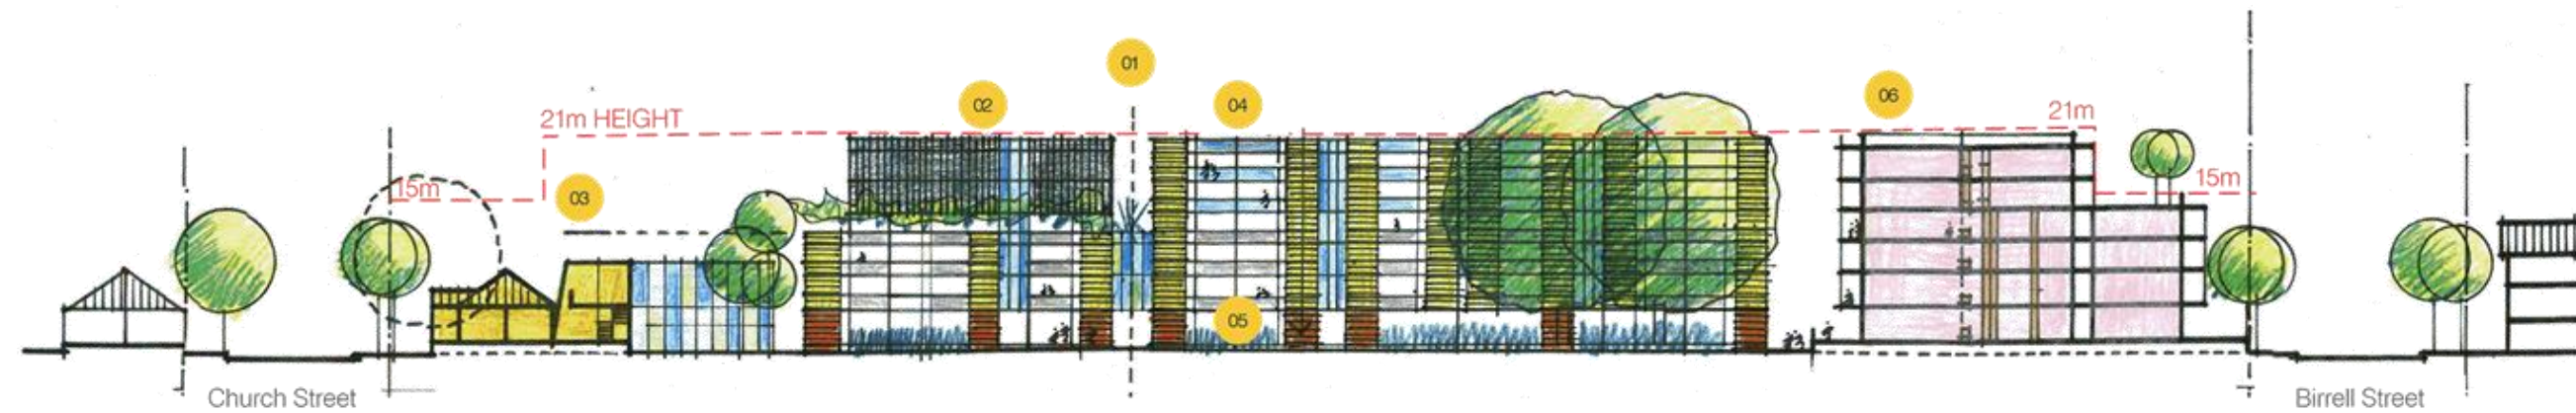 01
02
04
06
21m HEIGHT
21m
15m
03
15m
05
Church Street
Birrell Street